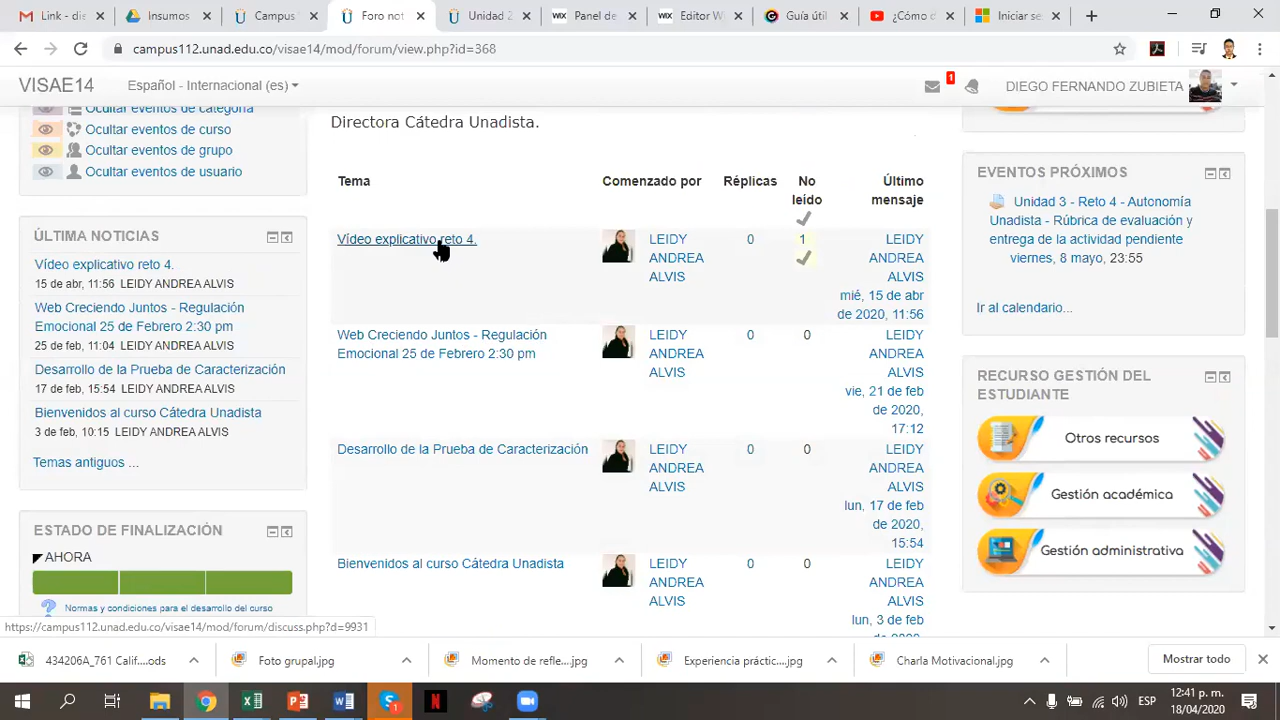 Link - dis
Insumos
Campus
Foro not
Unidad 2
Panel de
Editor W
Guía útil
¿Cómo d
Iniciar se
campus112.unad.edu.co/visae14/mod/forum/view.php?id=368
VISAE14
Español - Internacional (es)
1
DIEGO FERNANDO ZUBIETA
Ocultar eventos de categoría
Ocultar eventos de curso
Ocultar eventos de grupo
Ocultar eventos de usuario
ÚLTIMA NOTICIAS
Vídeo explicativo reto 4.
15 de abr, 11:56 LEIDY ANDREA ALVIS
Web Creciendo Juntos - Regulación
Emocional 25 de Febrero 2:30 pm
25 de feb, 11:04 LEIDY ANDREA ALVIS
Desarrollo de la Prueba de Caracterización
17 de feb, 15:54 LEIDY ANDREA ALVIS
Bienvenidos al curso Cátedra Unadista
3 de feb, 10:15 LEIDY ANDREA ALVIS
Temas antiguos ...
ESTADO DE FINALIZACIÓN
AHORA
Normas y condiciones para el desarrollo del curso
Directora Cátedra Unadista.
Tema
Comenzado por
Réplicas
No
leído
Último
mensaje
Vídeo explicativo reto 4.
LEIDY
ANDREA
ALVIS
0
1
LEIDY
ANDREA
ALVIS
mié, 15 de abr
de 2020, 11:56
Web Creciendo Juntos - Regulación
Emocional 25 de Febrero 2:30 pm
LEIDY
ANDREA
ALVIS
0
0
LEIDY
ANDREA
ALVIS
vie, 21 de feb
de 2020,
17:12
Desarrollo de la Prueba de Caracterización
LEIDY
ANDREA
ALVIS
0
0
LEIDY
ANDREA
ALVIS
lun, 17 de feb
de 2020,
15:54
Bienvenidos al curso Cátedra Unadista
LEIDY
ANDREA
ALVIS
0
0
LEIDY
ANDREA
ALVIS
lun, 3 de feb
de 2020,
EVENTOS PRÓXIMOS
Unidad 3 - Reto 4 - Autonomía
Unadista - Rúbrica de evaluación y
entrega de la actividad pendiente
viernes, 8 mayo, 23:55
Ir al calendario...
RECURSO GESTIÓN DEL
ESTUDIANTE
Otros recursos
Gestión académica
Gestión administrativa
https://campus112.unad.edu.co/visae14/mod/forum/discuss.php?d=9931
434206A_761 Calif....ods
Foto grupal.jpg
Momento de refle....jpg
Experiencia práctic....jpg
Charla Motivacional.jpg
Mostrar todo
ESP
12:41 p. m.
18/04/2020